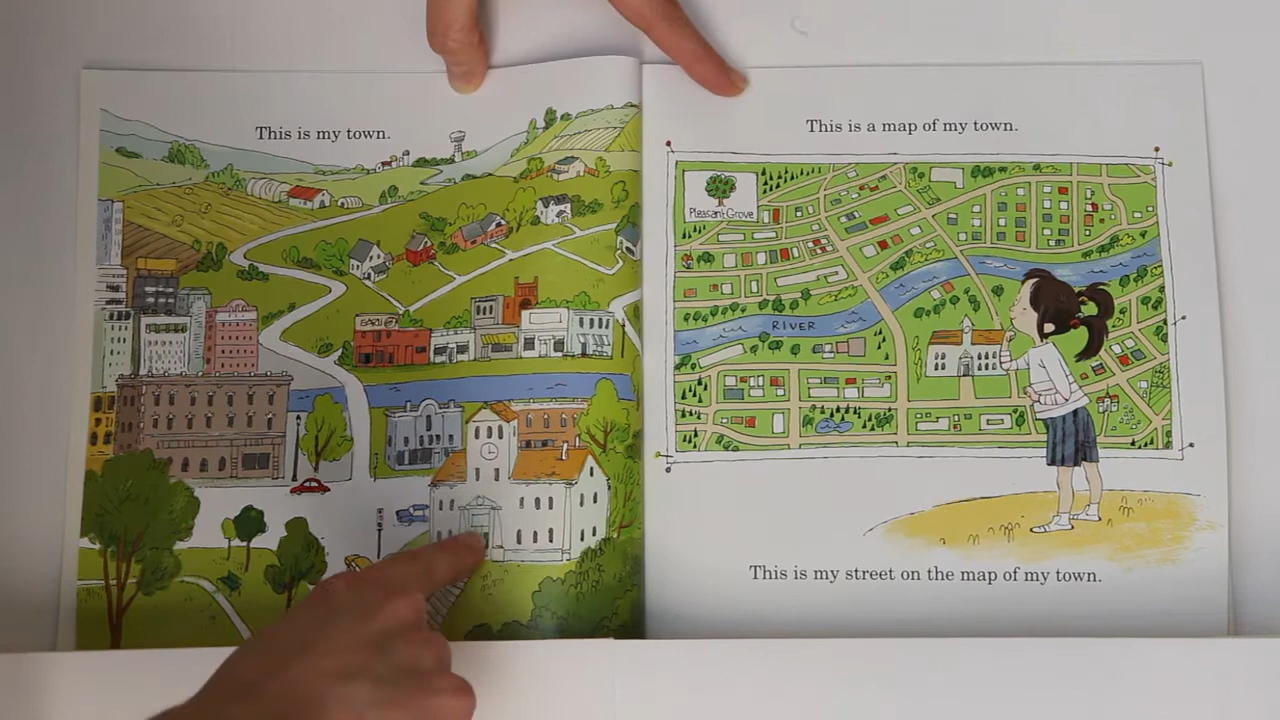 This is my town.
This is a map of my town.
Pleasant Grove
RIVER
This is my street on the map of my town.